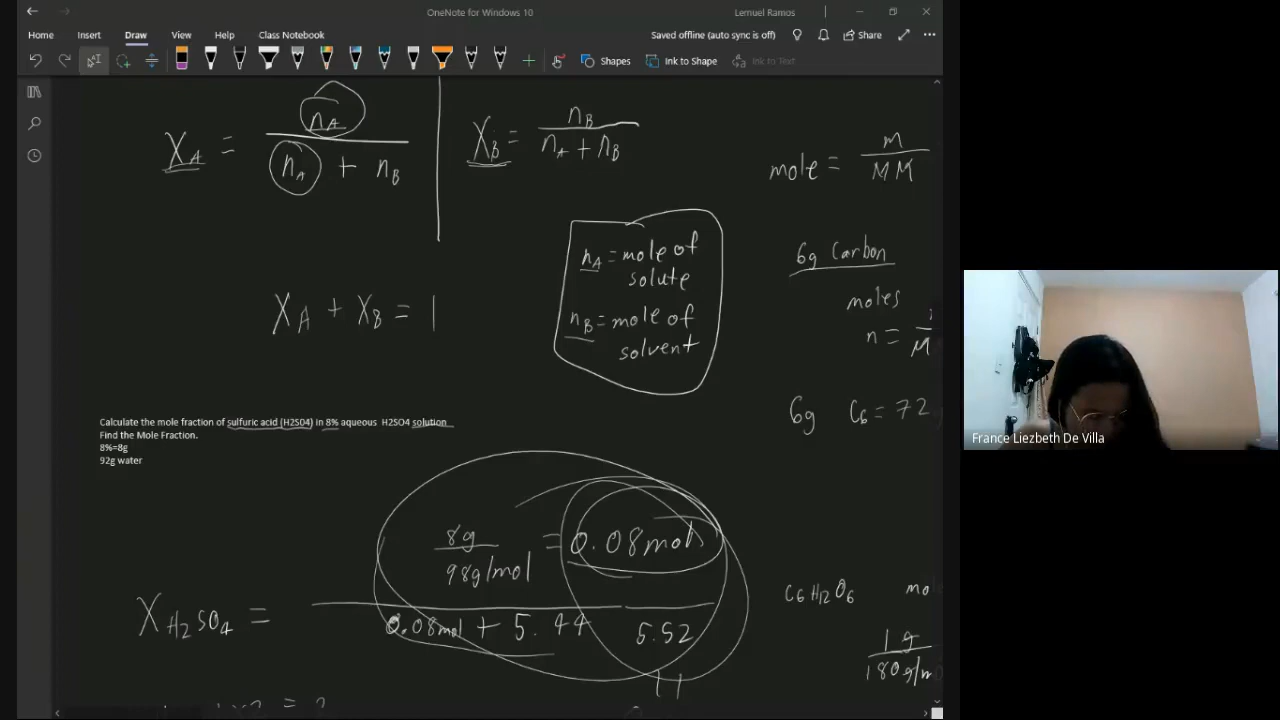 OneNote for Windows 10
Lemuel Ramos
Home Insert Draw View Help Class Notebook
Saved offline (auto sync is off)
Share
Shapes
Ink to Shape
Ink to Text
X_A = n_A / (n_A + n_B)
X_B = n_B / (n_A + n_B)
mole = m / MM
n_A = mole of
solute
n_B = mole of
solvent
6g Carbon
moles
n =
M
X_A + X_B = 1
6g C6 = 72
Calculate the mole fraction of sulfuric acid (H2SO4) in 8% aqueous H2SO4 solution
Find the Mole Fraction.
8%=8g
92g water
France Liezbeth De Villa
8g / 98g/mol = 0.08mol
X H2SO4 =
0.08mol + 5.44 5.52
C6H12O6 mo
1g
180g/m